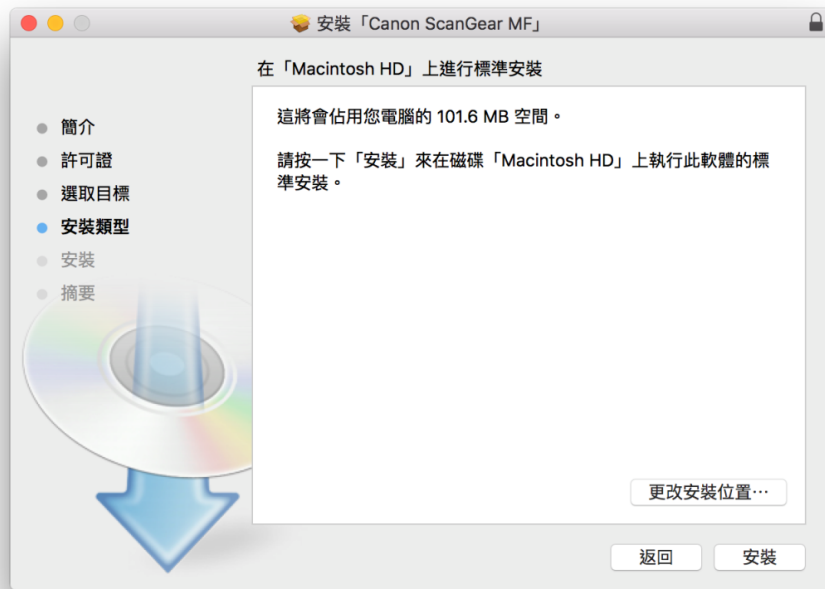 安裝「Canon ScanGear MF」
在「Macintosh HD」上進行標準安裝
簡介
許可證
選取目標
安裝類型
安裝
摘要
這將會佔用您電腦的 101.6 MB 空間。
請按一下「安裝」來在磁碟「Macintosh HD」上執行此軟體的標
準安裝。
更改安裝位置⋯
返回
安裝